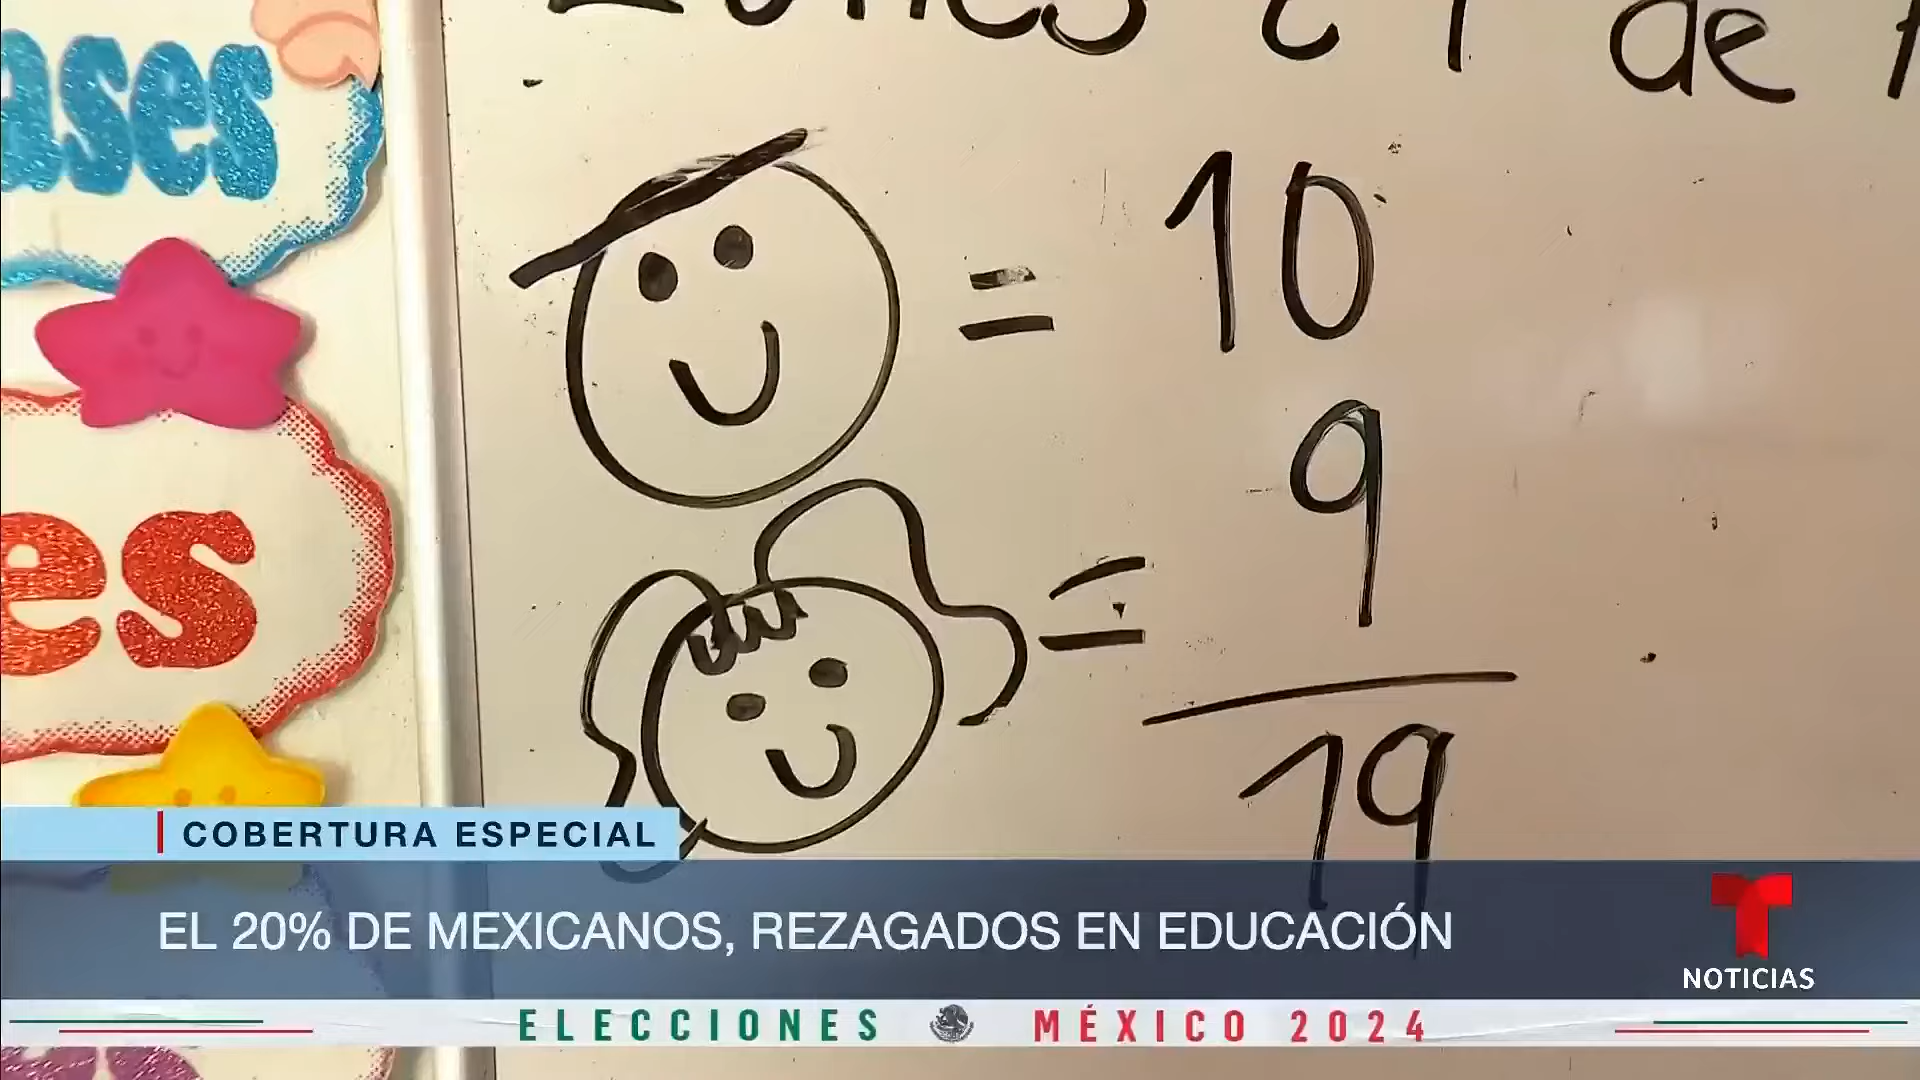 de
= 10
9
=
19
COBERTURA ESPECIAL
EL 20% DE MEXICANOS, REZAGADOS EN EDUCACIÓN
NOTICIAS
ELECCIONES MÉXICO 2024